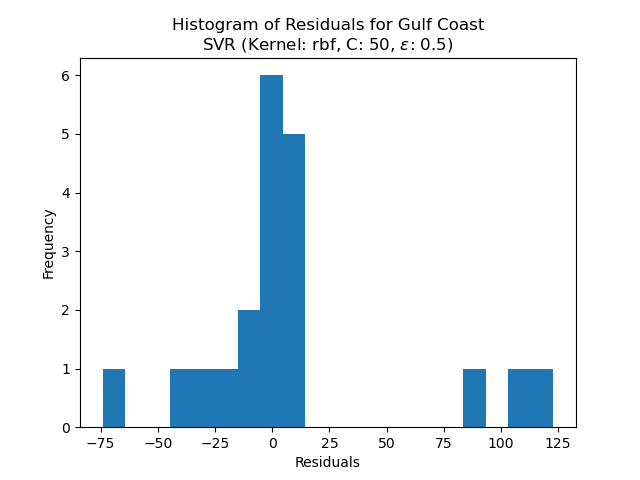 Histogram of Residuals for Gulf Coast
SVR (Kernel: rbf, C: 50, ε: 0.5)
6
5
4
3
2
1
0
Frequency
−75 −50 −25 0 25 50 75 100 125
Residuals